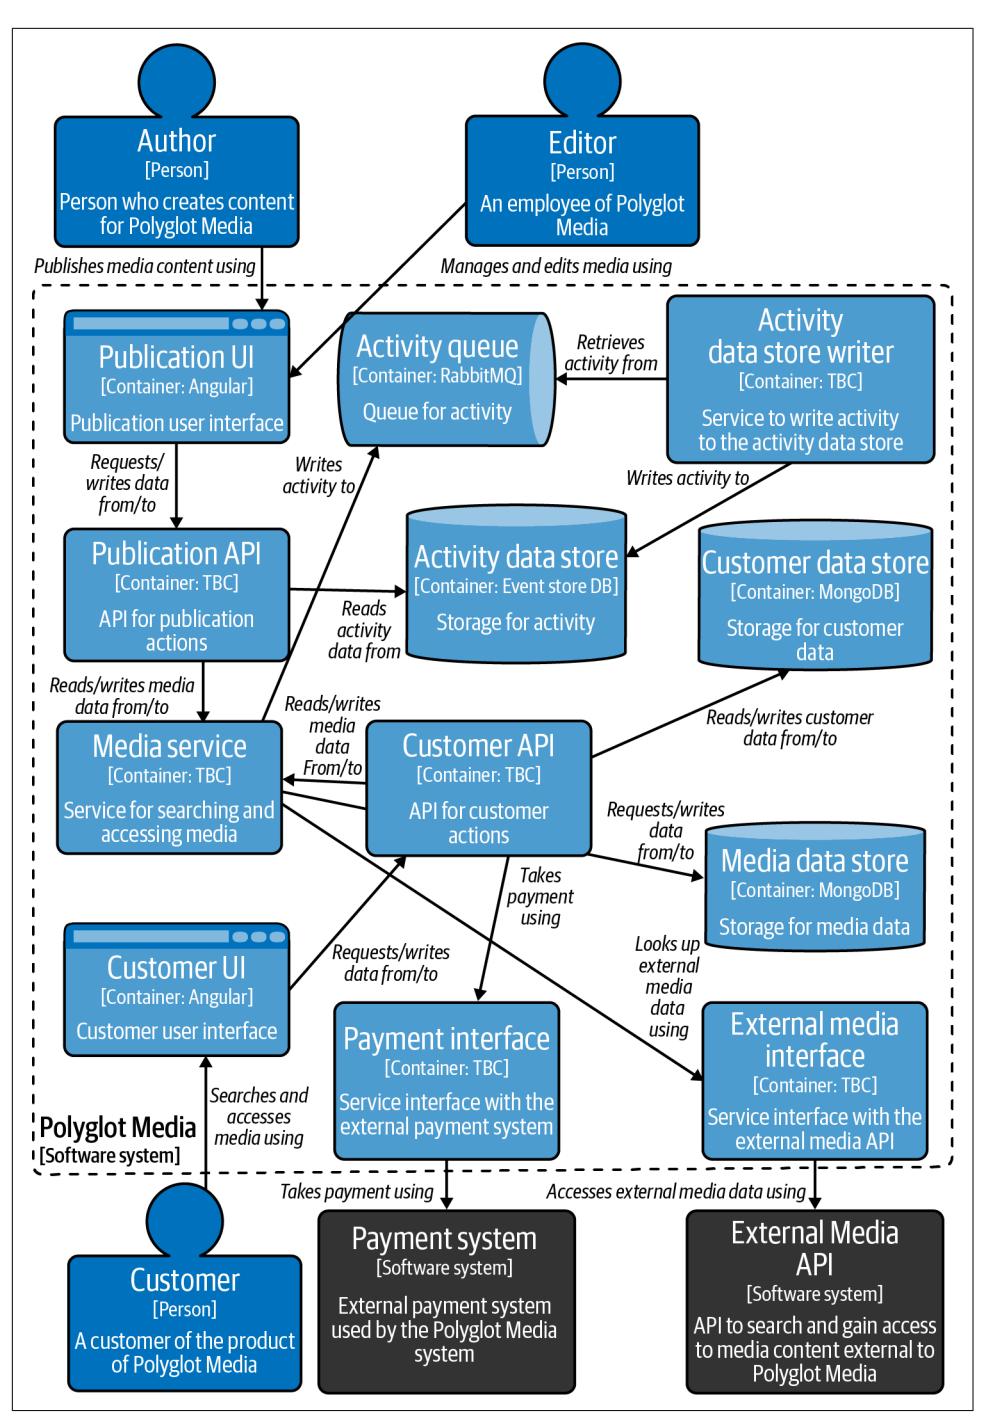 Author
[Person]
Person who creates content
for Polyglot Media
Editor
[Person]
An employee of Polyglot
Media
Publishes media content using
Manages and edits media using
Publication UI
[Container: Angular]
Publication user interface
Activity queue
[Container: RabbitMQ]
Queue for activity
Retrieves
activity from
Activity
data store writer
[Container: TBC]
Service to write activity
to the activity data store
Requests/
writes data
from/to
Writes
activity to
Writes activity to
Publication API
[Container: TBC]
API for publication
actions
Reads
activity
data from
Activity data store
[Container: Event store DB]
Storage for activity
Customer data store
[Container: MongoDB]
Storage for customer
data
Reads/writes media
data from/to
Reads/writes
media
data
From/to
Reads/writes customer
data from/to
Media service
[Container: TBC]
Service for searching and
accessing media
Customer API
[Container: TBC]
API for customer
actions
Requests/writes
data
from/to
Media data store
[Container: MongoDB]
Storage for media data
Takes
payment
using
Requests/writes
data from/to
Looks up
external
media
data
using
Customer UI
[Container: Angular]
Customer user interface
Payment interface
[Container: TBC]
Service interface with the
external payment system
External media
interface
[Container: TBC]
Service interface with the
external media API
Searches and
accesses
media using
Polyglot Media
[Software system]
Takes payment using
Accesses external media data using
Customer
[Person]
A customer of the product
of Polyglot Media
Payment system
[Software system]
External payment system
used by the Polyglot Media
system
External Media
API
[Software system]
API to search and gain access
to media content external to
Polyglot Media